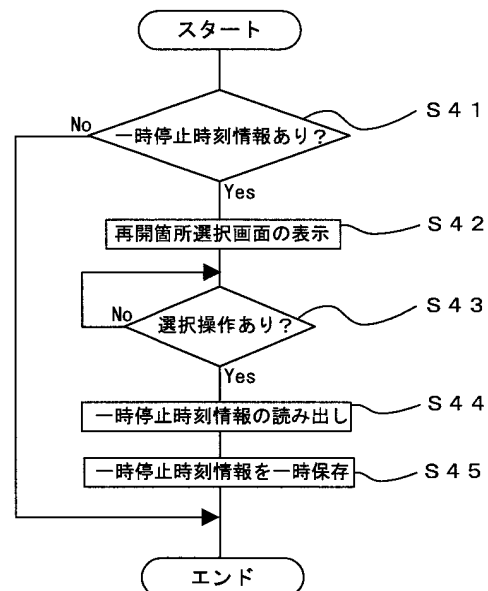 スタート
一時停止時刻情報あり?
No
S41
Yes
再開箇所選択画面の表示
S42
選択操作あり?
No
S43
Yes
一時停止時刻情報の読み出し
S44
一時停止時刻情報を一時保存
S45
エンド